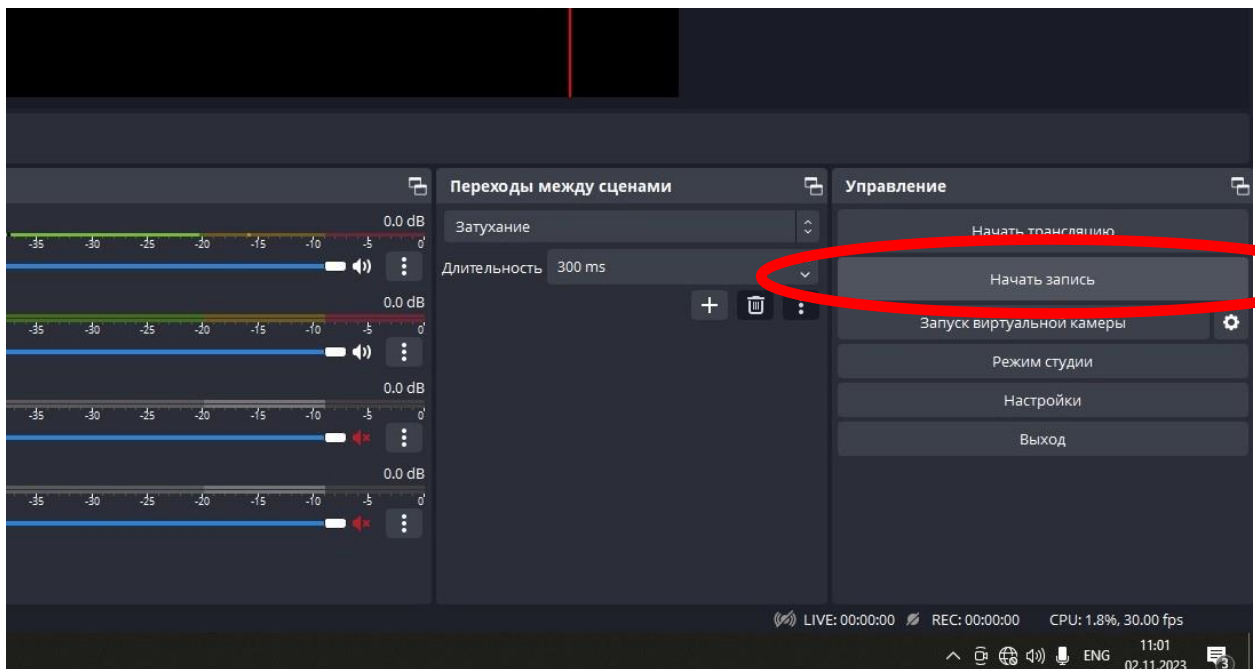 Переходы между сценами
Управление
0.0 dB
-35 -30 -25 -20 -15 -10 -5 0
0.0 dB
-35 -30 -25 -20 -15 -10 -5 0
0.0 dB
-35 -30 -25 -20 -15 -10 -5 0
0.0 dB
-35 -30 -25 -20 -15 -10 -5 0
Затухание
Длительность 300 ms
Начать трансляцию
Начать запись
Запуск виртуальной камеры
Режим студии
Настройки
Выход
LIVE: 00:00:00 REC: 00:00:00 CPU: 1.8%, 30.00 fps
ENG
11:01
02.11.2023
3